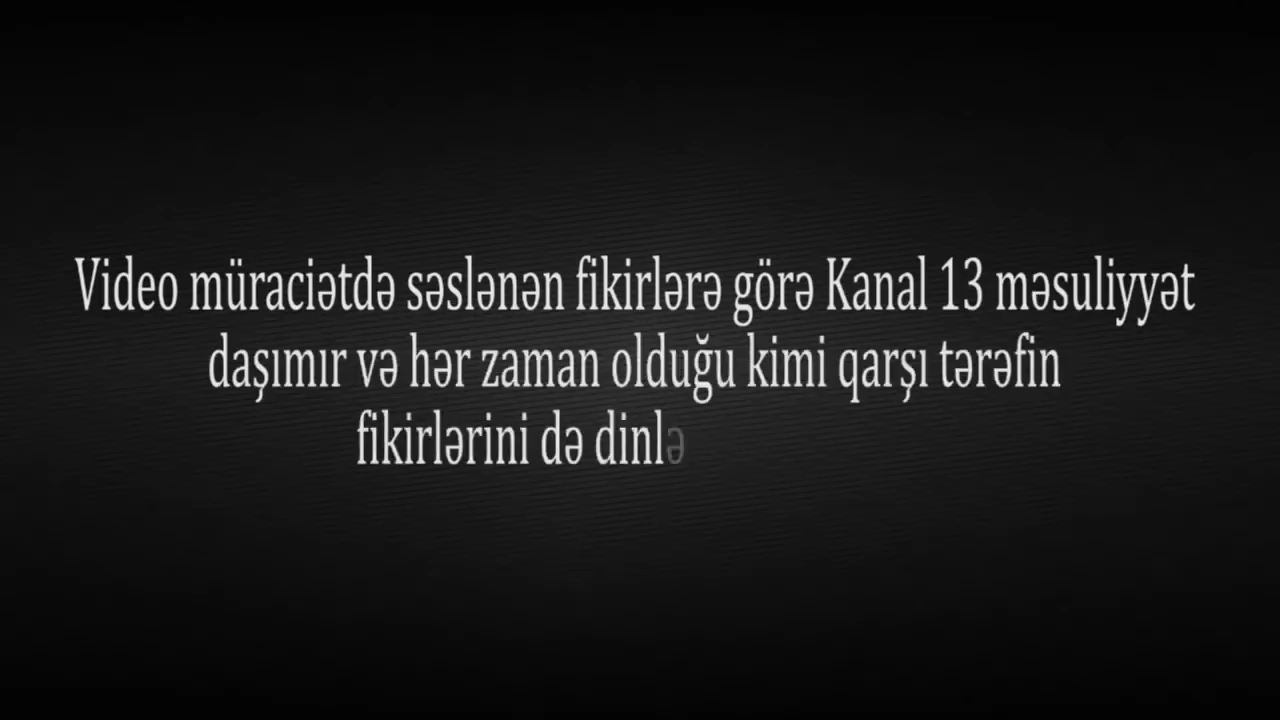 Video müraciətdə səslənən fikirlərə görə Kanal 13 məsuliyyət
daşımır və hər zaman olduğu kimi qarşı tərəfin
fikirlərini də dinlə